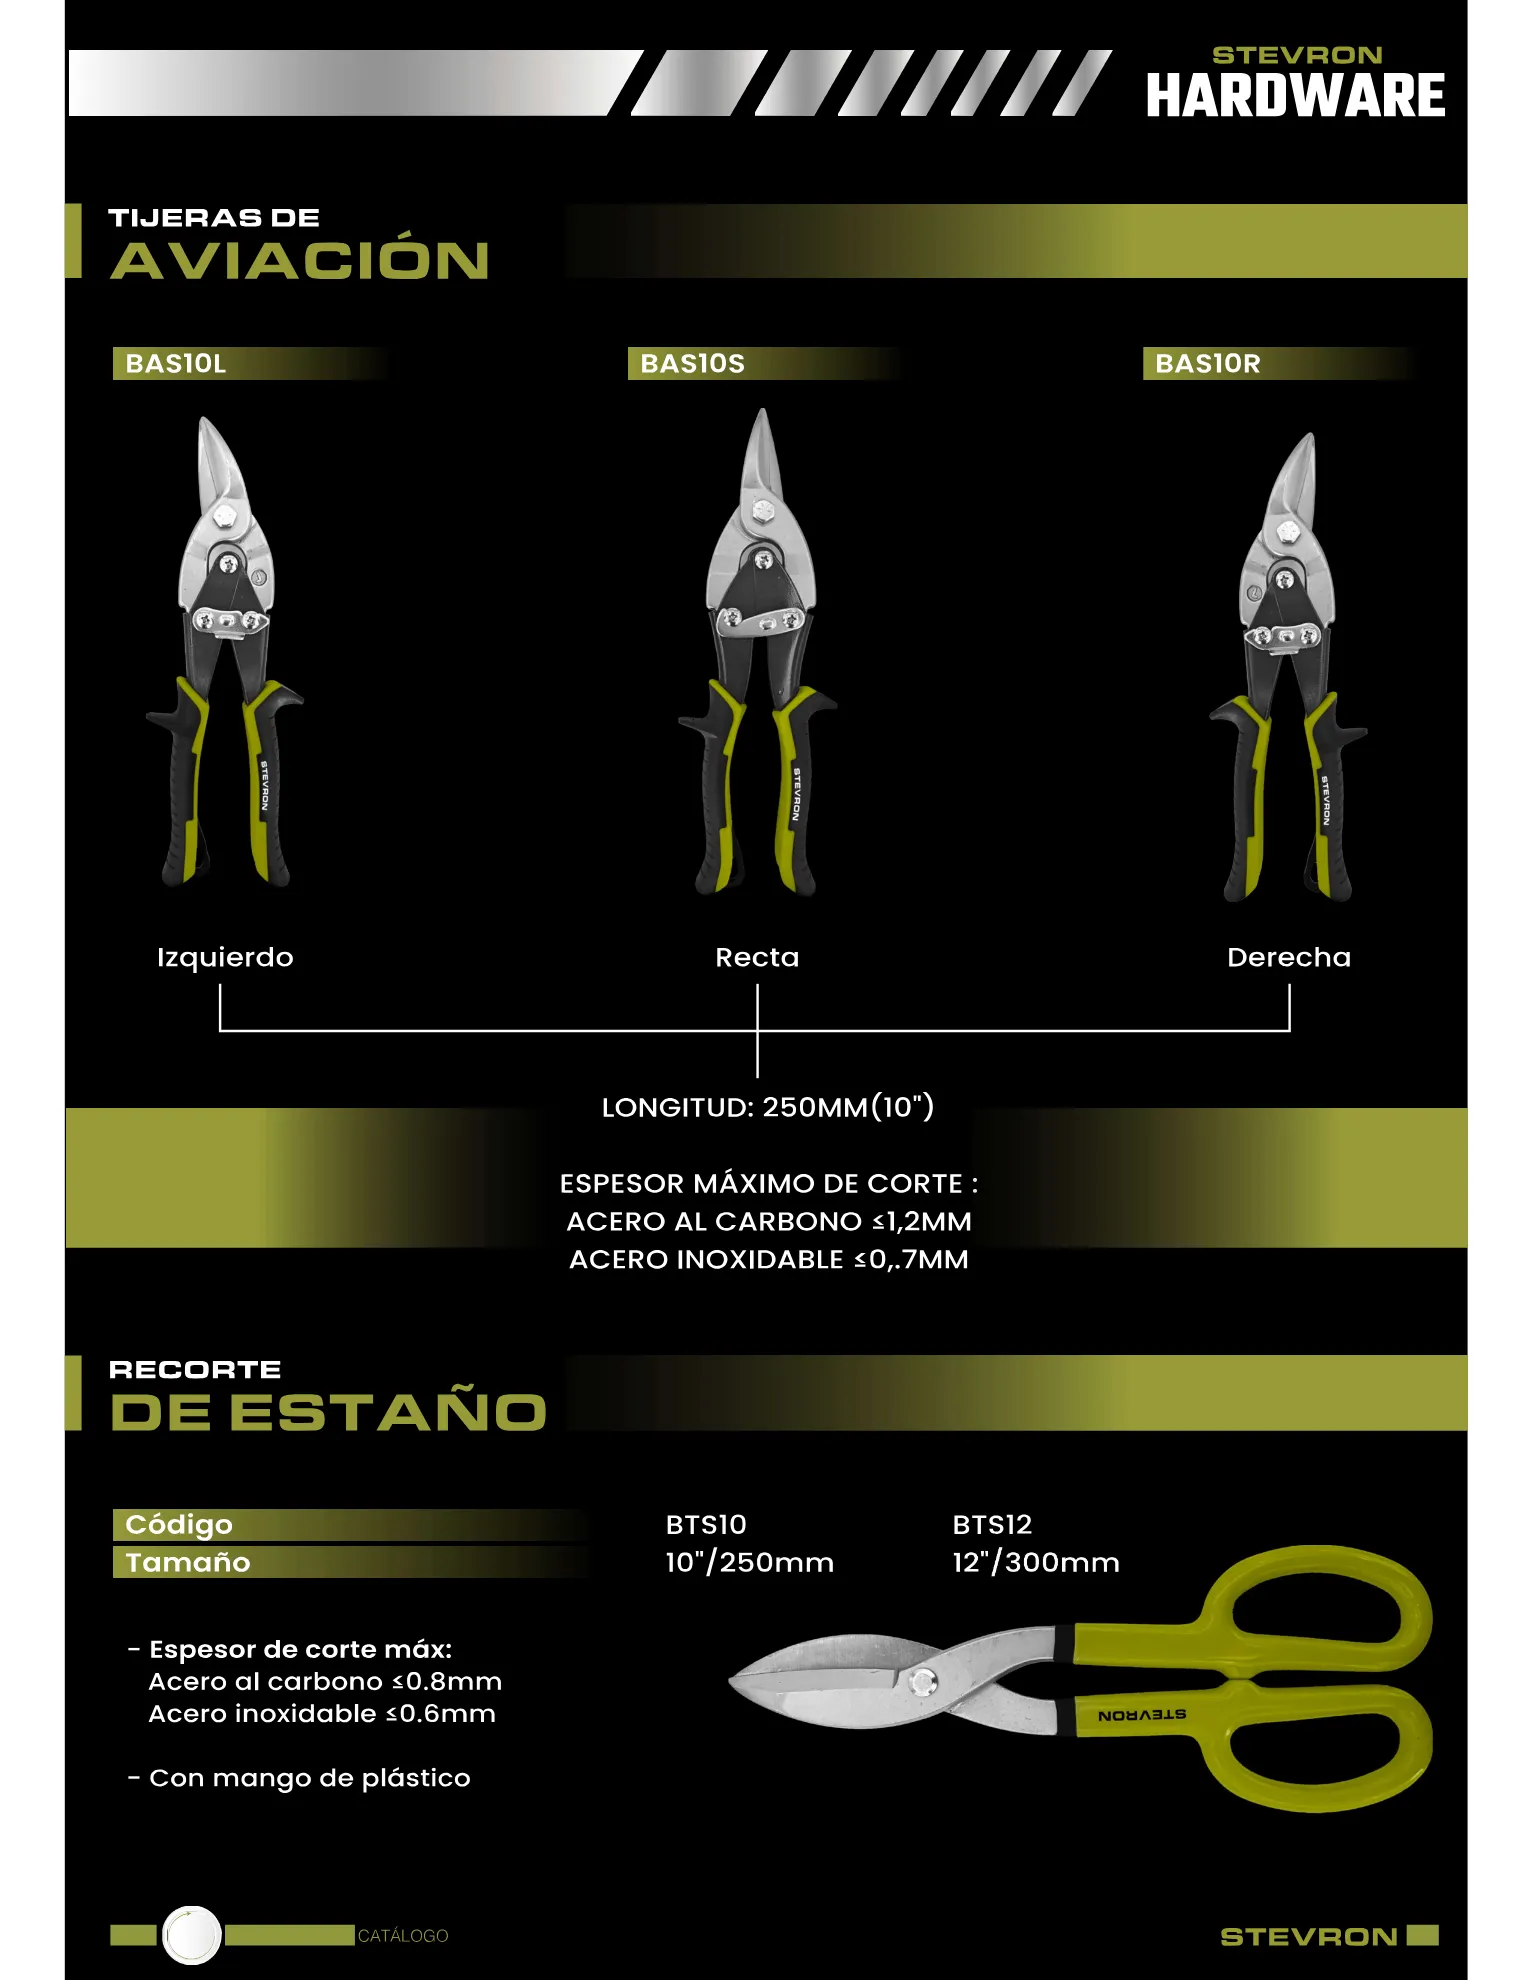 STEVRON
HARDWARE
TIJERAS DE
AVIACIÓN
BAS10L
BAS10S
BAS10R
STEVRON
STEVRON
STEVRON
Izquierdo
Recta
Derecha
LONGITUD: 250MM(10")
ESPESOR MÁXIMO DE CORTE :
ACERO AL CARBONO ≤1,2MM
ACERO INOXIDABLE ≤0,.7MM
RECORTE
DE ESTAÑO
Código BTS10 BTS12
Tamaño 10"/250mm 12"/300mm
- Espesor de corte máx:
Acero al carbono ≤0.8mm
Acero inoxidable ≤0.6mm
STEVRON
- Con mango de plástico
CATÁLOGO
STEVRON